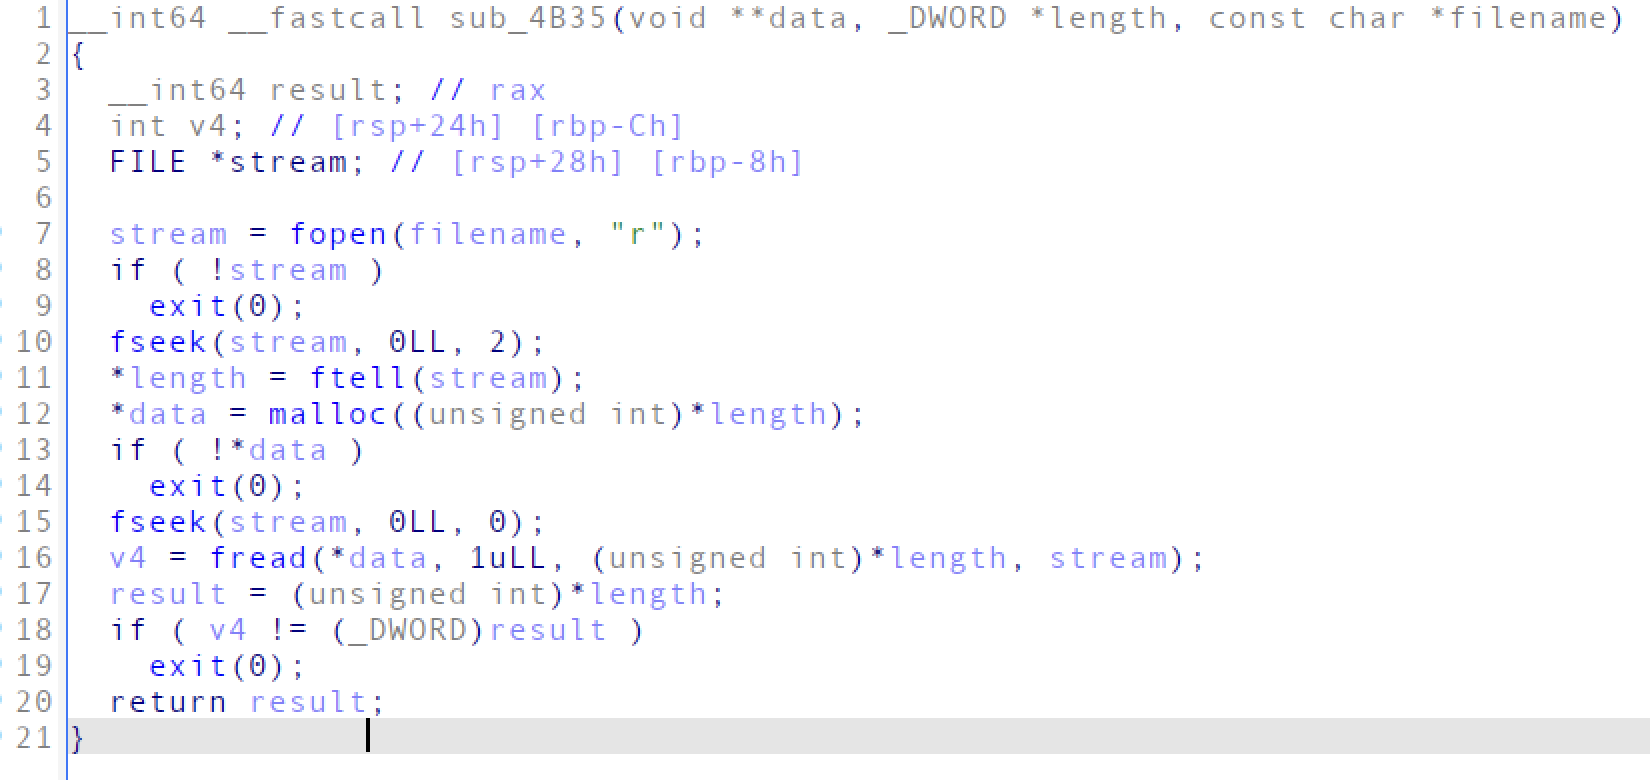 1 __int64 __fastcall sub_4B35(void **data, _DWORD *length, const char *filename)
2 {
3   __int64 result; // rax
4   int v4; // [rsp+24h] [rbp-Ch]
5   FILE *stream; // [rsp+28h] [rbp-8h]
6
7   stream = fopen(filename, "r");
8   if ( !stream )
9     exit(0);
10   fseek(stream, 0LL, 2);
11   *length = ftell(stream);
12   *data = malloc((unsigned int)*length);
13   if ( !*data )
14     exit(0);
15   fseek(stream, 0LL, 0);
16   v4 = fread(*data, 1uLL, (unsigned int)*length, stream);
17   result = (unsigned int)*length;
18   if ( v4 != (_DWORD)result )
19     exit(0);
20   return result;
21 }